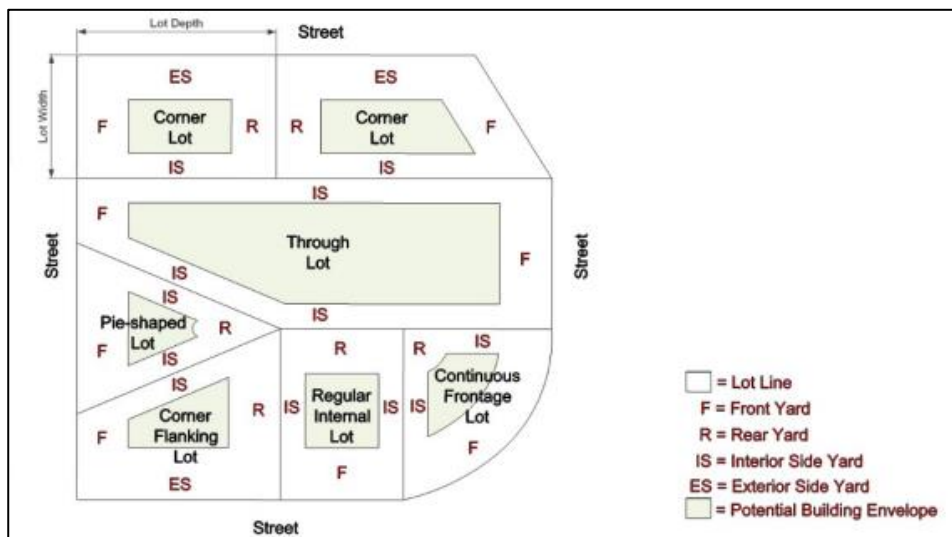 Lot Depth
Street
Lot Width
ES
ES
F
Corner
Lot
R
R
Corner
Lot
F
IS
IS
IS
F
Through
Lot
F
Street
Street
IS
IS
IS
Pie-shaped
Lot
R
F
IS
IS
R
R
IS
Continuous
Frontage
Lot
Regular
Internal
Lot
IS
IS
IS
Corner
Flanking
Lot
R
F
F
F
ES
Street
= Lot Line
F = Front Yard
R = Rear Yard
IS = Interior Side Yard
ES = Exterior Side Yard
= Potential Building Envelope